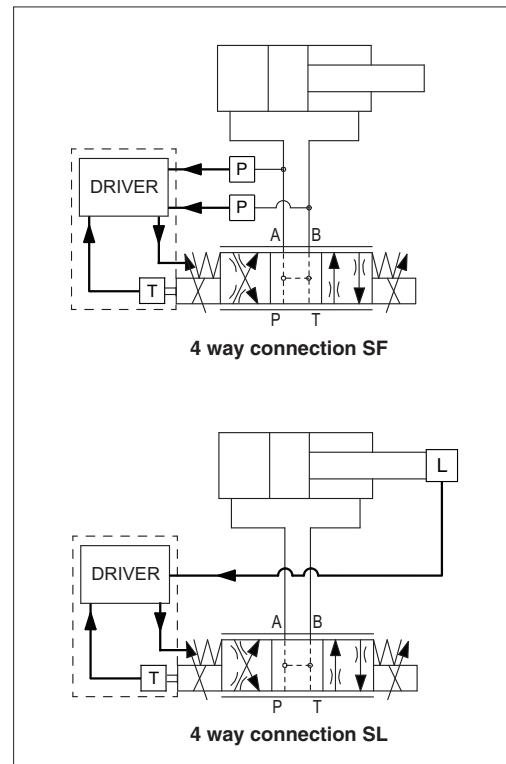 P
DRIVER
P
A B
T
P T
4 way connection SF
L
DRIVER
A B
T
P T
4 way connection SL